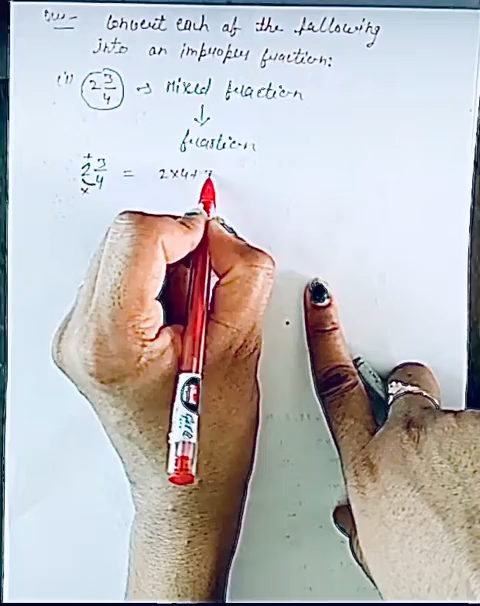 Que:- Convert each of the following
into an improper fraction:
(i) 2 3/4 → Mixed fraction
↓
fraction
2 3/4 = 2×4+3